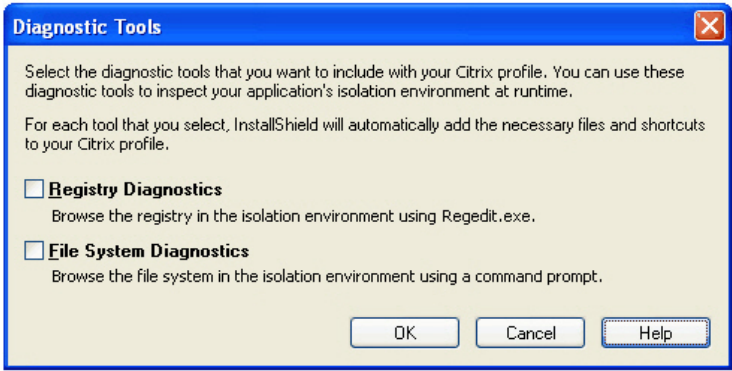 Diagnostic Tools
Select the diagnostic tools that you want to include with your Citrix profile. You can use these
diagnostic tools to inspect your application's isolation environment at runtime.
For each tool that you select, InstallShield will automatically add the necessary files and shortcuts
to your Citrix profile.
Registry Diagnostics
Browse the registry in the isolation environment using Regedit.exe.
File System Diagnostics
Browse the file system in the isolation environment using a command prompt.
OK Cancel Help